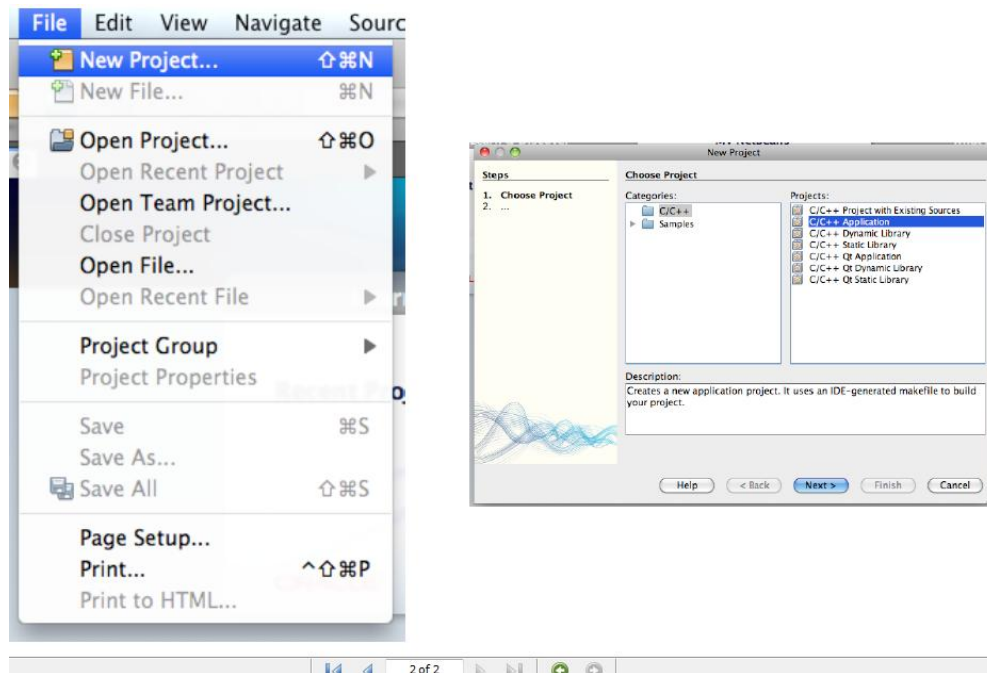 File Edit View Navigate Sourc
New Project... ⇧⌘N
New File... ⌘N
Open Project... ⇧⌘O
Open Recent Project ▶
Open Team Project...
Close Project
Open File...
Open Recent File ▶
Project Group ▶
Project Properties
Save ⌘S
Save As...
Save All ⇧⌘S
Page Setup...
Print... ^⇧⌘P
Print to HTML...
New Project
Steps
1. Choose Project
2. ...
Choose Project
Categories:
C/C++
Samples
Projects:
C/C++ Project with Existing Sources
C/C++ Application
C/C++ Dynamic Library
C/C++ Static Library
C/C++ Qt Application
C/C++ Qt Dynamic Library
C/C++ Qt Static Library
Description:
Creates a new application project. It uses an IDE-generated makefile to build
your project.
Help < Back Next > Finish Cancel
2 of 2